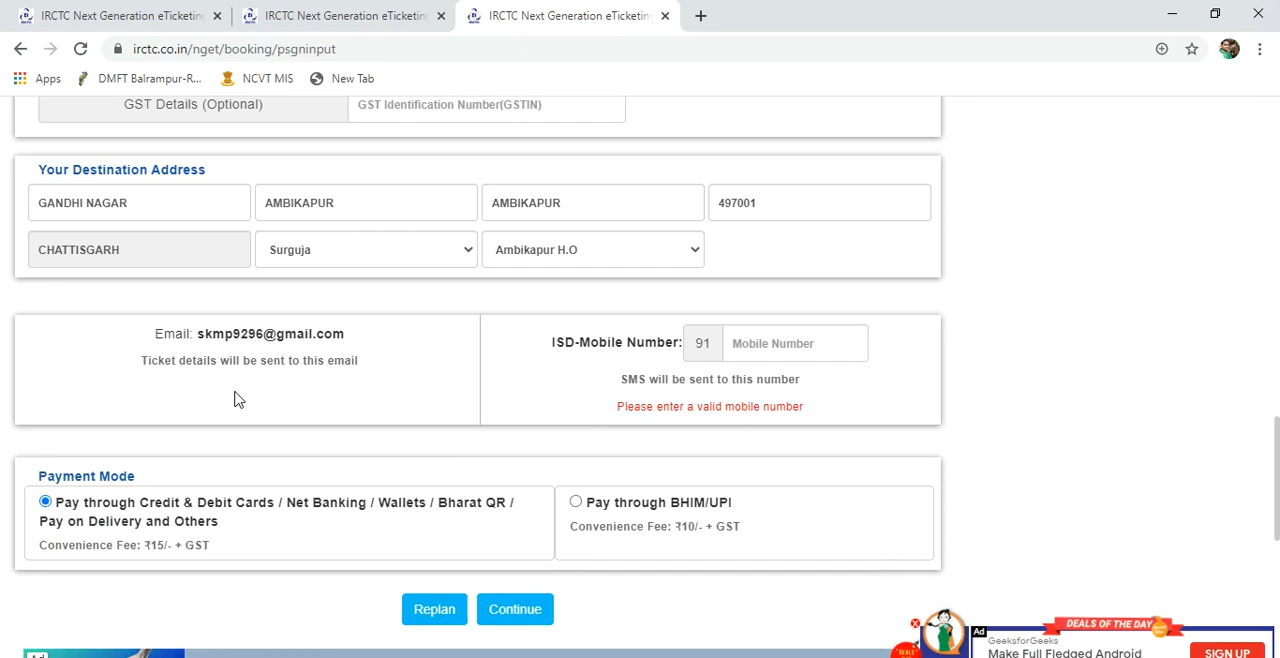 IRCTC Next Generation eTicketing
IRCTC Next Generation eTicketing
IRCTC Next Generation eTicketing
irctc.co.in/nget/booking/psgninput
Apps DMFT Balrampur-R... NCVT MIS New Tab
GST Details (Optional) GST Identification Number(GSTIN)
Your Destination Address
GANDHI NAGAR AMBIKAPUR AMBIKAPUR 497001
CHATTISGARH Surguja Ambikapur H.O
Email: skmp9296@gmail.com
Ticket details will be sent to this email
ISD-Mobile Number: 91 Mobile Number
SMS will be sent to this number
Please enter a valid mobile number
Payment Mode
Pay through Credit & Debit Cards / Net Banking / Wallets / Bharat QR /
Pay on Delivery and Others
Convenience Fee: ₹15/- + GST
Pay through BHIM/UPI
Convenience Fee: ₹10/- + GST
Replan Continue
DEALS OF THE DAY
Ad
GeeksforGeeks
Make Full Fledged Android
SIGN UP
Ad